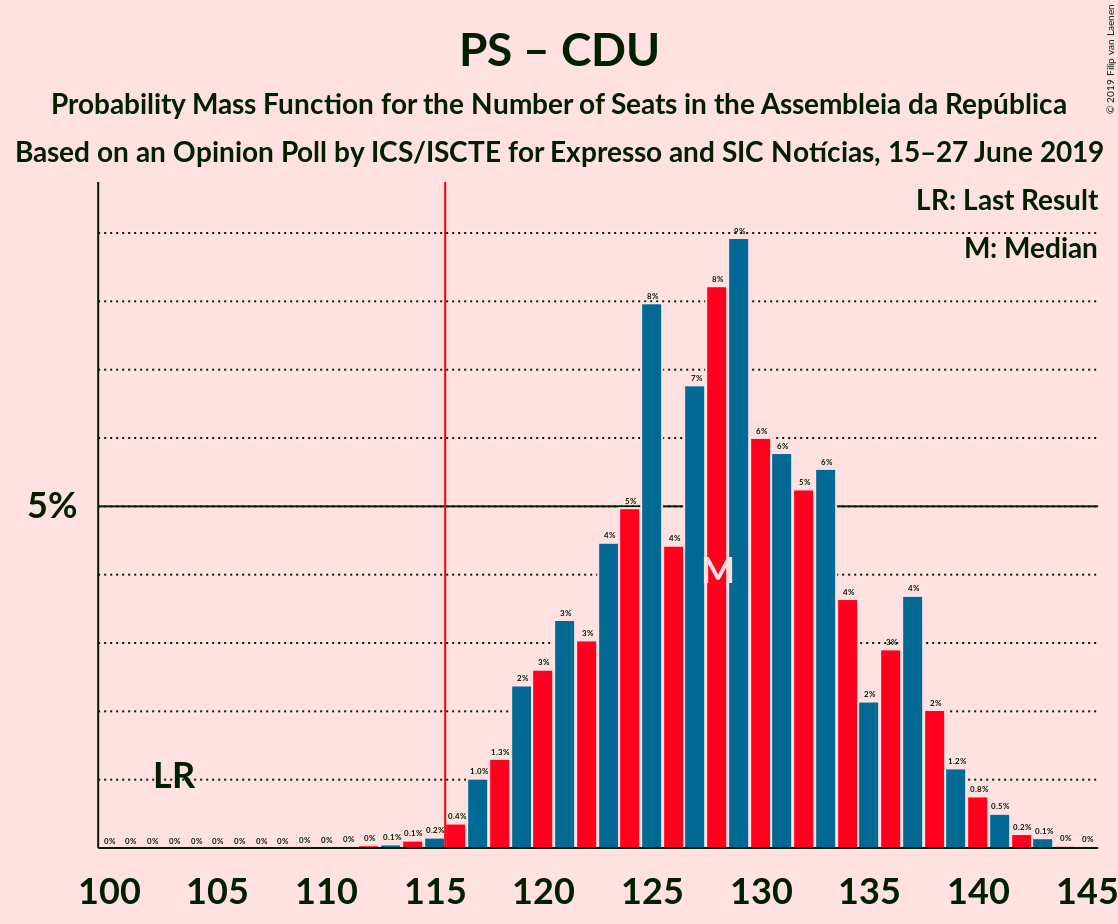 PS – CDU
Probability Mass Function for the Number of Seats in the Assembleia da República
Based on an Opinion Poll by ICS/ISCTE for Expresso and SIC Notícias, 15–27 June 2019
© 2019 Filip van Laenen
LR: Last Result
M: Median
5%
LR
M
0% 0% 0% 0% 0% 0% 0% 0% 0% 0% 0% 0% 0% 0.1% 0.1% 0.2% 0.4% 1.0% 1.3% 2% 3% 3% 3% 4% 5% 8% 4% 7% 8% 9% 6% 6% 5% 6% 4% 2% 3% 4% 2% 1.2% 0.8% 0.5% 0.2% 0.1% 0% 0%
100 105 110 115 120 125 130 135 140 145